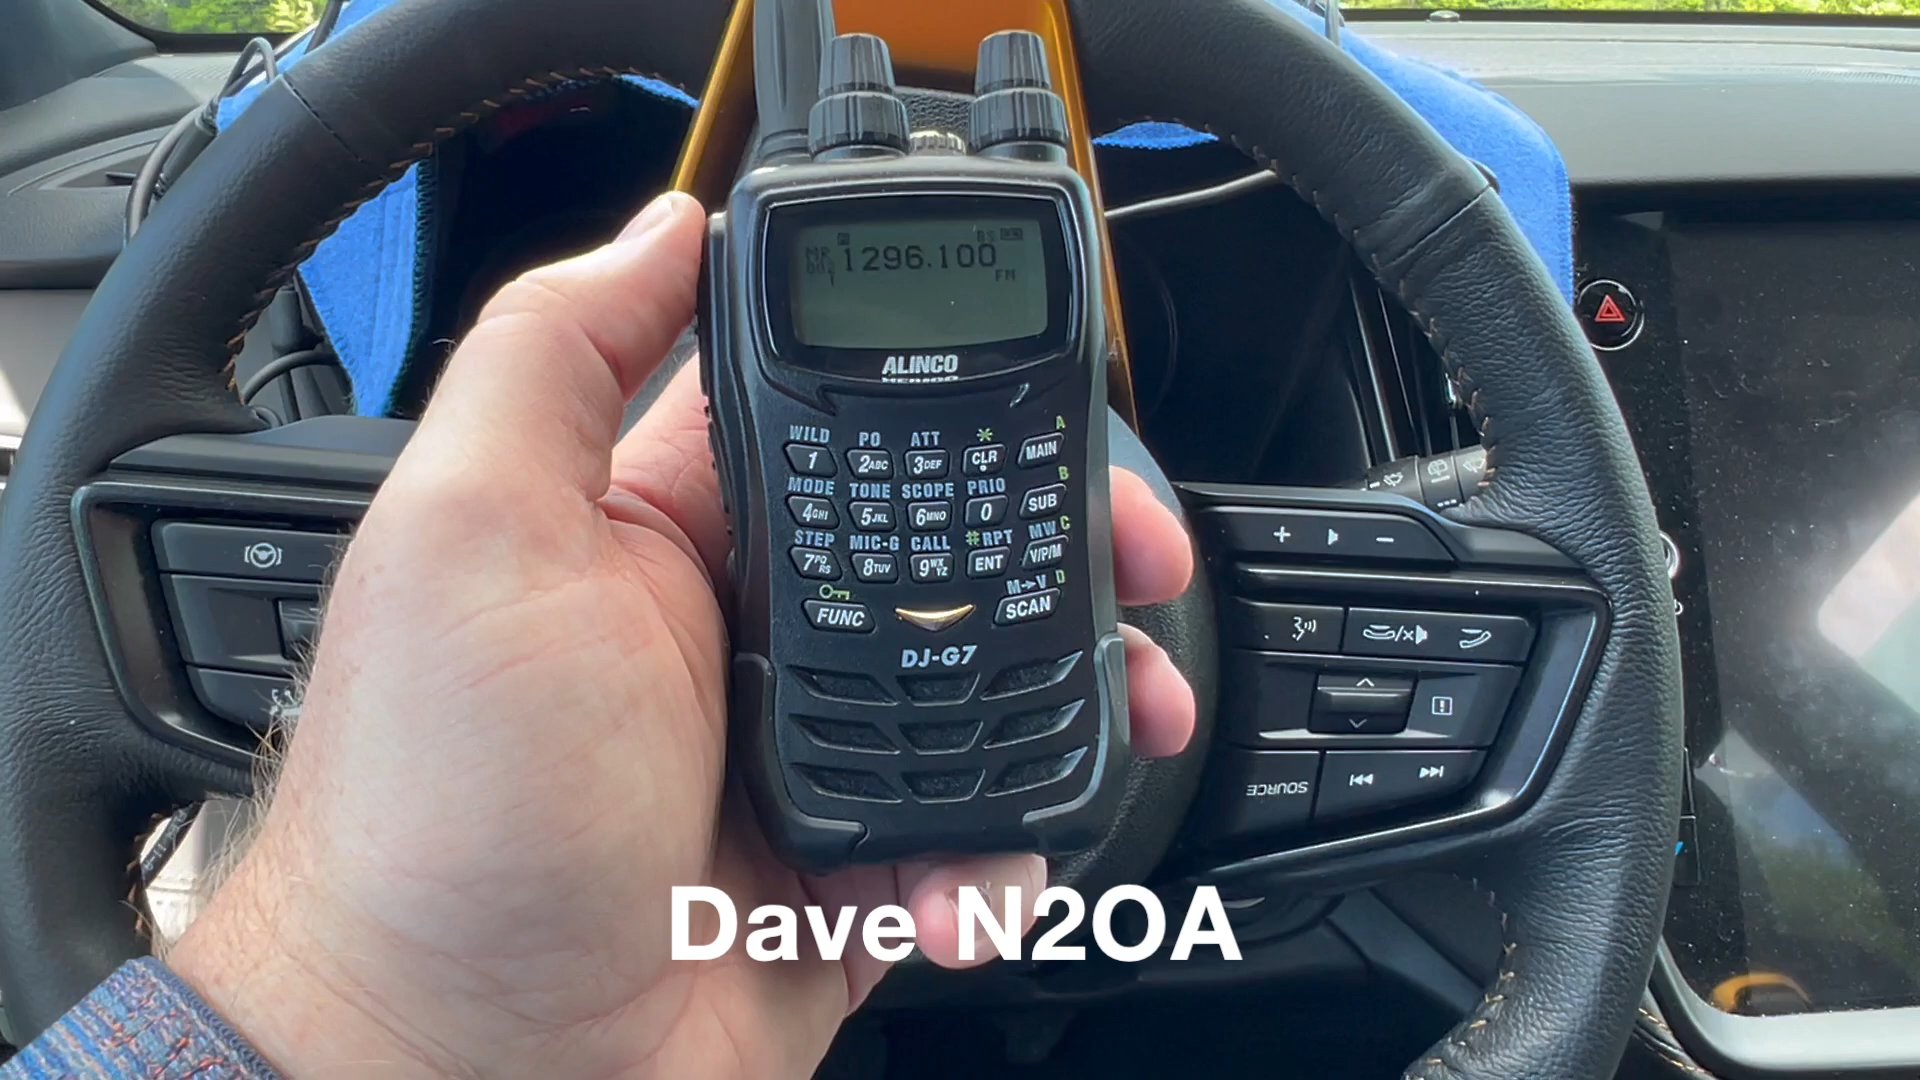 1296.100
FM
ALINCO
A
WILD PO ATT *
1 2ABC 3DEF CLR MAIN
B
MODE TONE SCOPE PRIO
4GHI 5JKL 6MNO 0 SUB
STEP MIC-G CALL #RPT MW C
7PQRS 8TUV 9WXYZ ENT V/P/M
M->V D
FUNC SCAN
DJ-G7
+ -
SOURCE
Dave N2OA